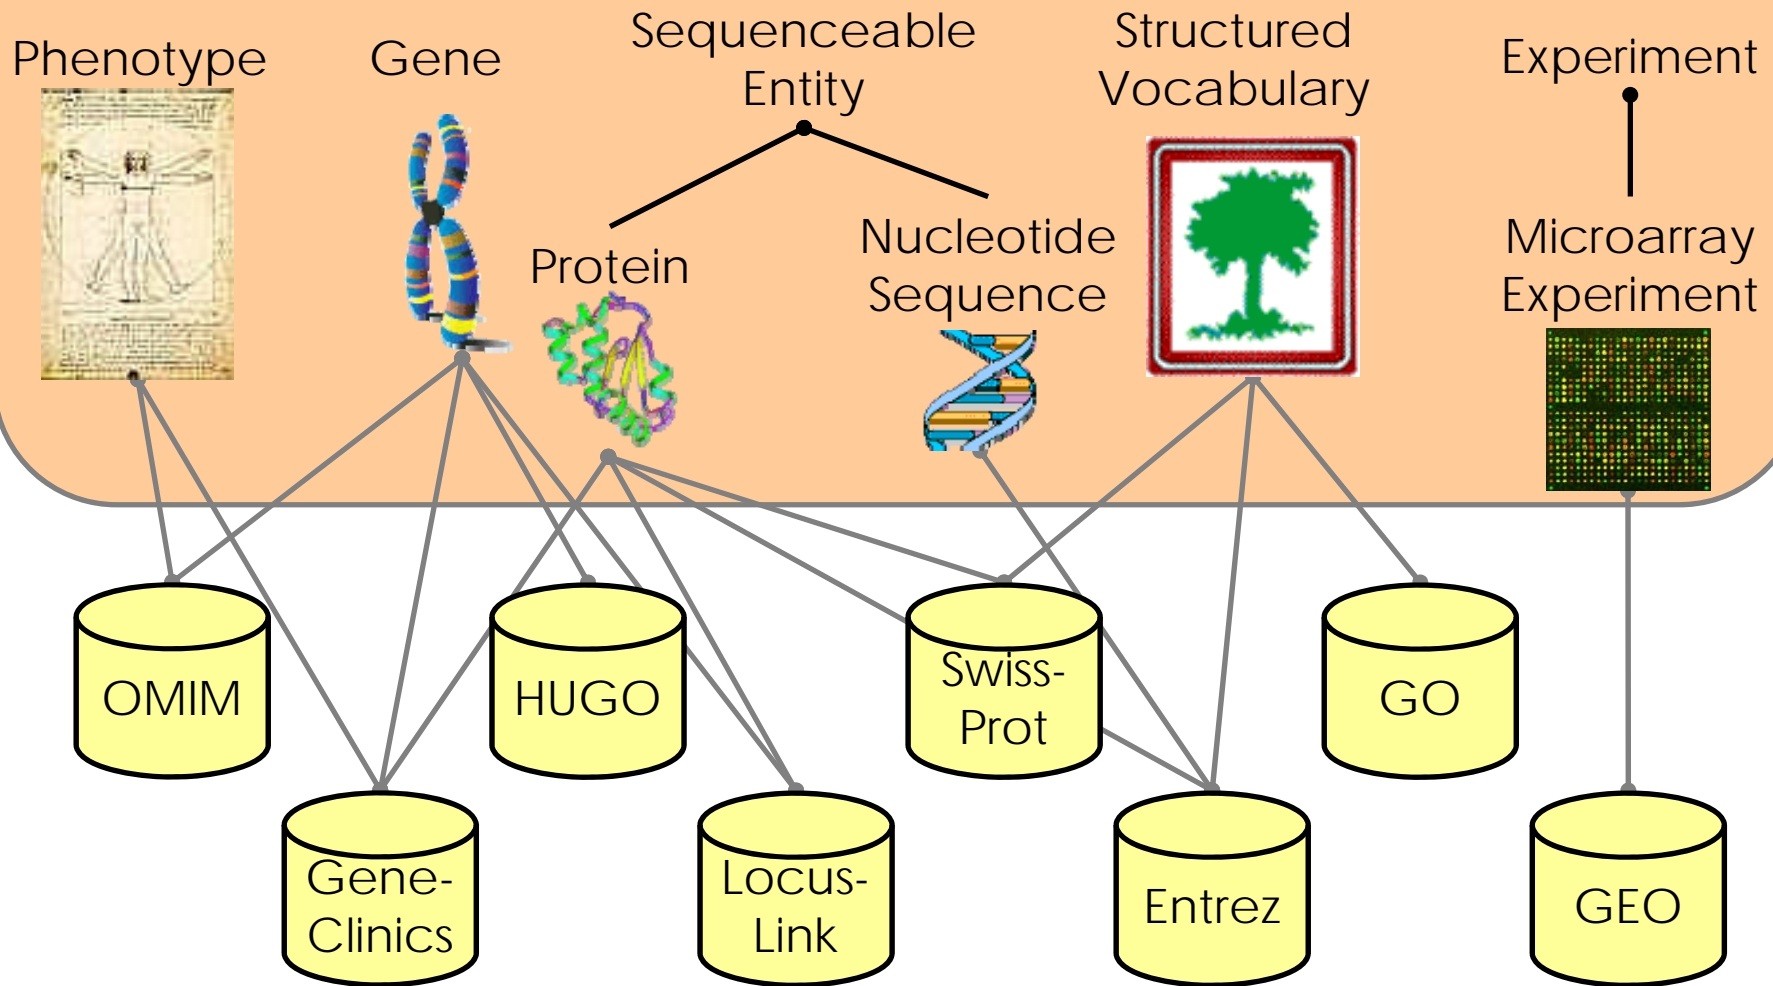 Phenotype
Gene
Sequenceable
Entity
Structured
Vocabulary
Experiment
Protein
Nucleotide
Sequence
Microarray
Experiment
OMIM
HUGO
Swiss-
Prot
GO
Gene-
Clinics
Locus-
Link
Entrez
GEO